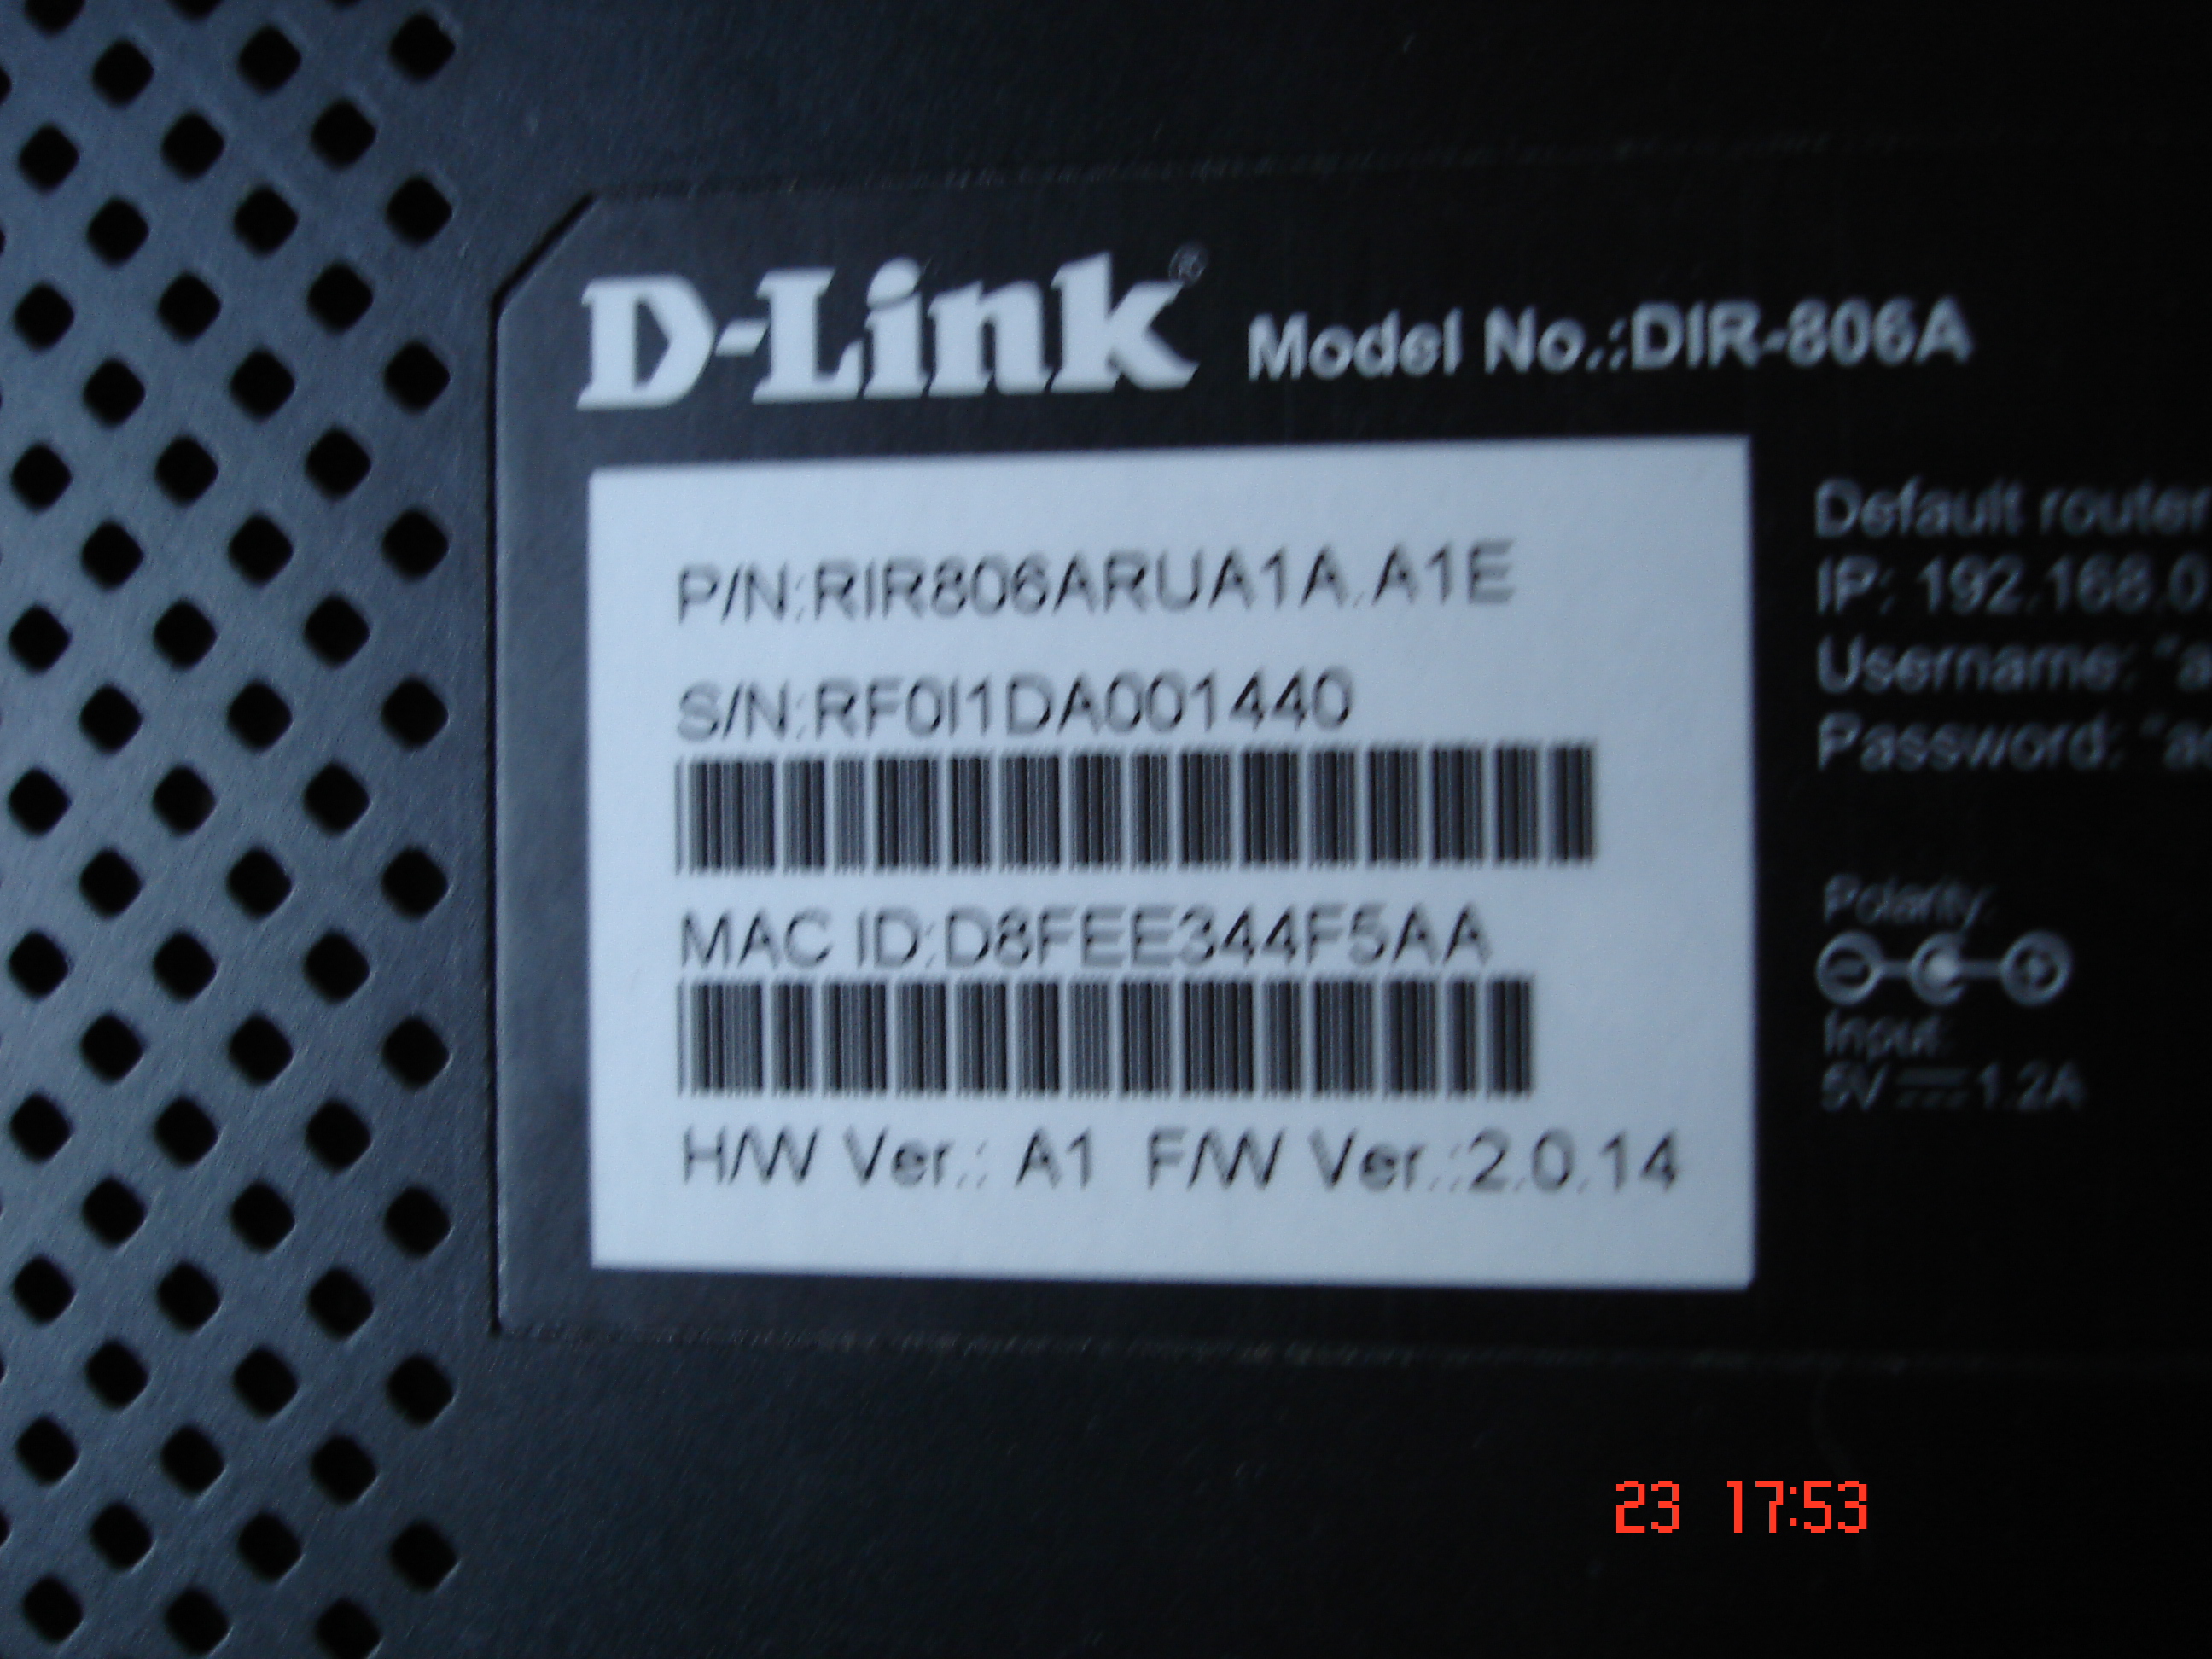 D-Link® Model No.:DIR-806A
P/N:RIR806ARUA1A.A1E
S/N:RF0I1DA001440
MAC ID:D8FEE344F5AA
H/W Ver.: A1 F/W Ver.:2.0.14
Default router
IP: 192.168.0
Username: "a
Password: "ad
Polarity:
Input:
5V 1.2A
23 17:53